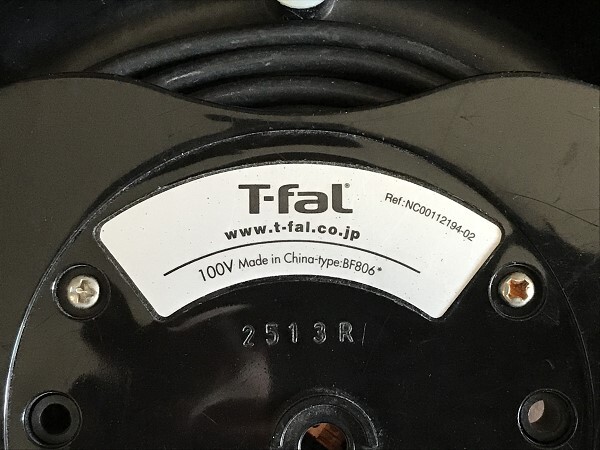 T-fal®
Ref:NC00112194-02
www.t-fal.co.jp
100V Made in China-type:BF806*
2513R/